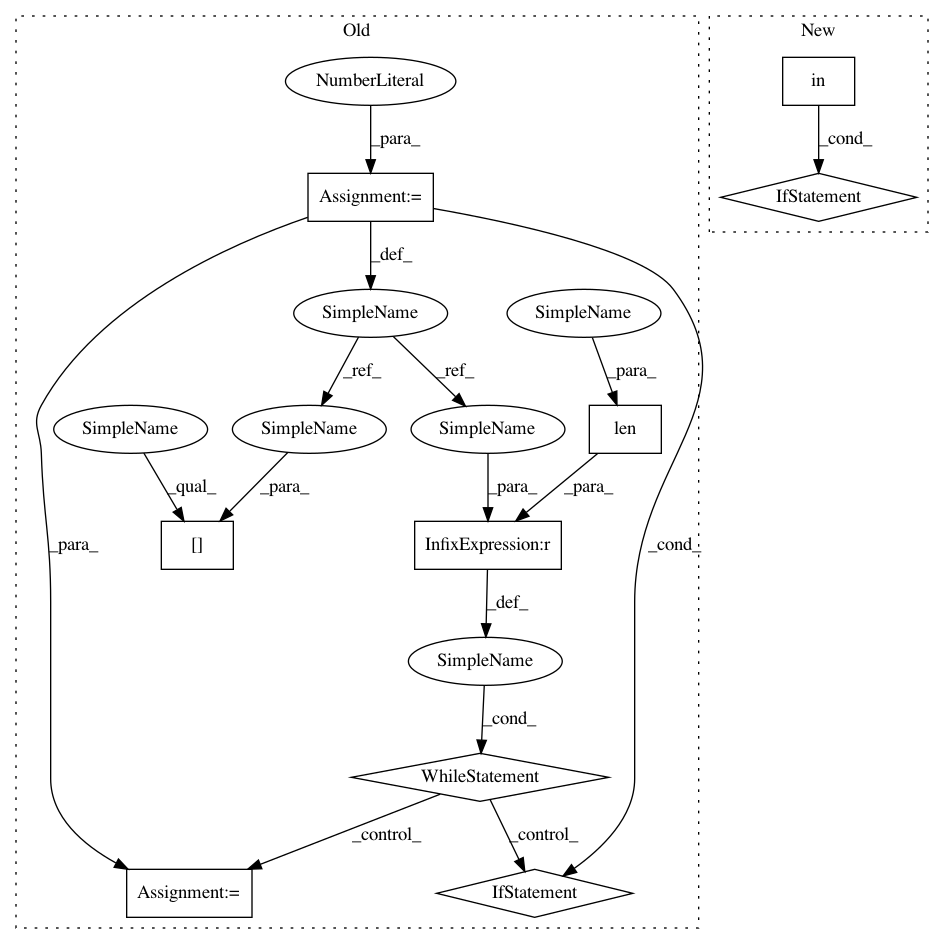 Old
New
NumberLiteral
in
_para_
_cond_
Assignment:=
IfStatement
_def_
SimpleName
SimpleName
_ref_
_ref_
_para_
SimpleName
SimpleName
SimpleName
len
_qual_
_para_
_para_
_para_
_para_
[]
InfixExpression:r
_cond_
_def_
SimpleName
_cond_
WhileStatement
_control_
_control_
Assignment:=
IfStatement